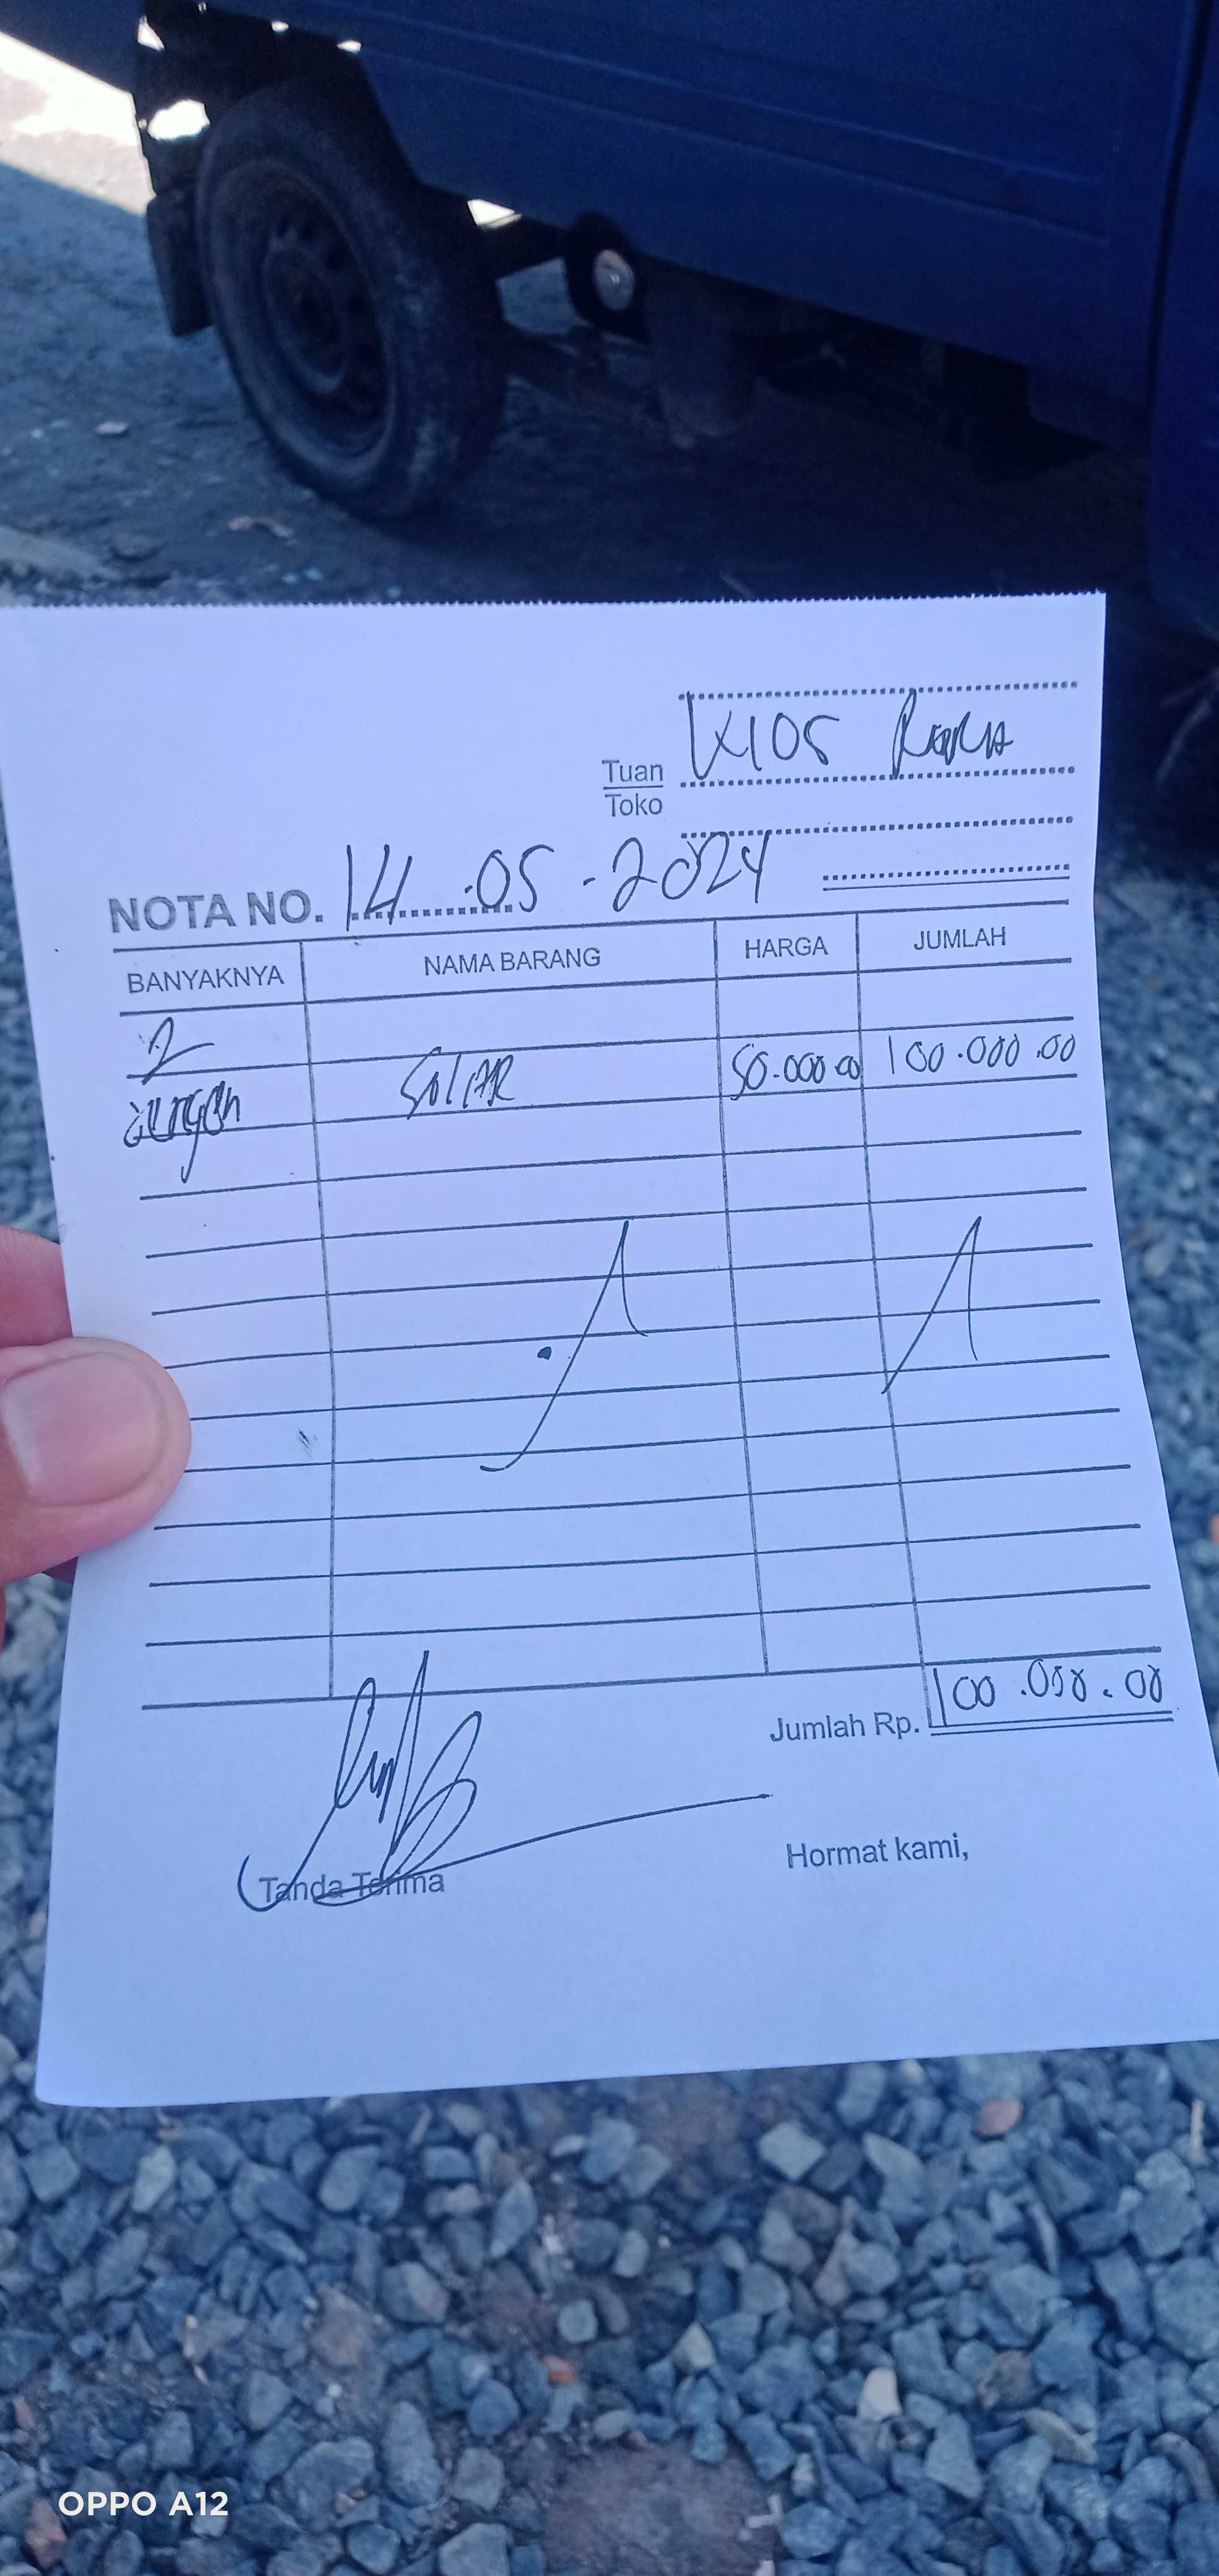 KIOS
Tuan
Toko
NOTA NO. 14.05.2024
BANYAKNYA NAMA BARANG HARGA JUMLAH
2
SOLAR 50.000.00 100.000.00
Jumlah Rp. 100.000.00
Tanda Terima
Hormat kami,
OPPO A12